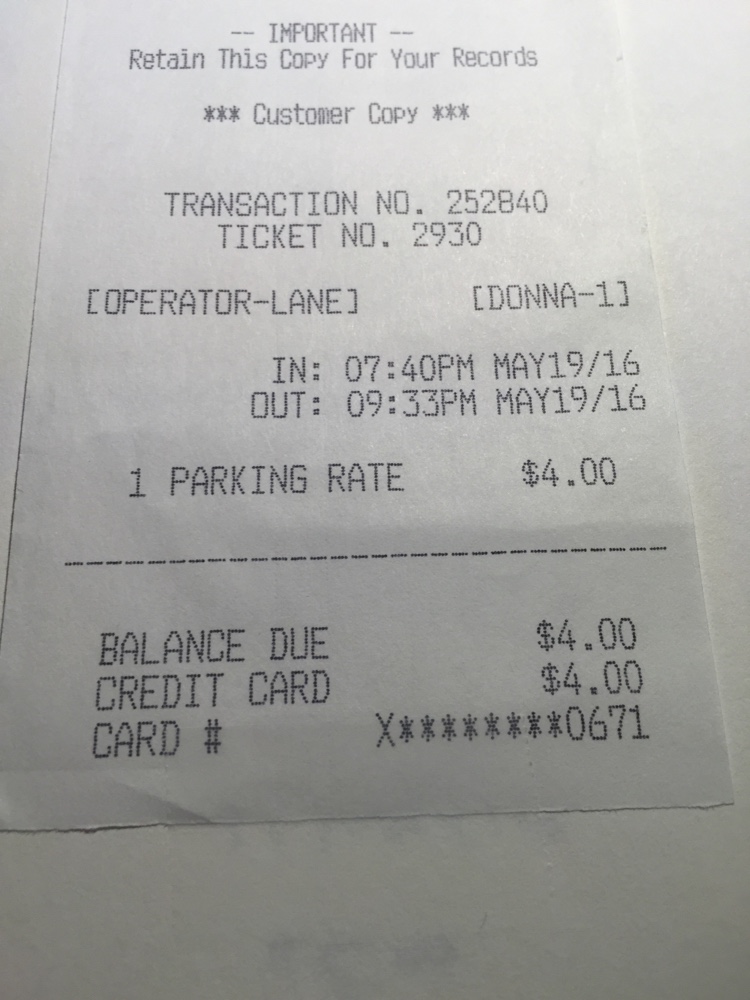 -- IMPORTANT --
Retain This Copy For Your Records
*** Customer Copy ***
TRANSACTION NO. 252840
TICKET NO. 2930
[OPERATOR-LANE] [DONNA-1]
IN: 07:40PM MAY19/16
OUT: 09:33PM MAY19/16
1 PARKING RATE $4.00
BALANCE DUE $4.00
CREDIT CARD $4.00
CARD # X********0671